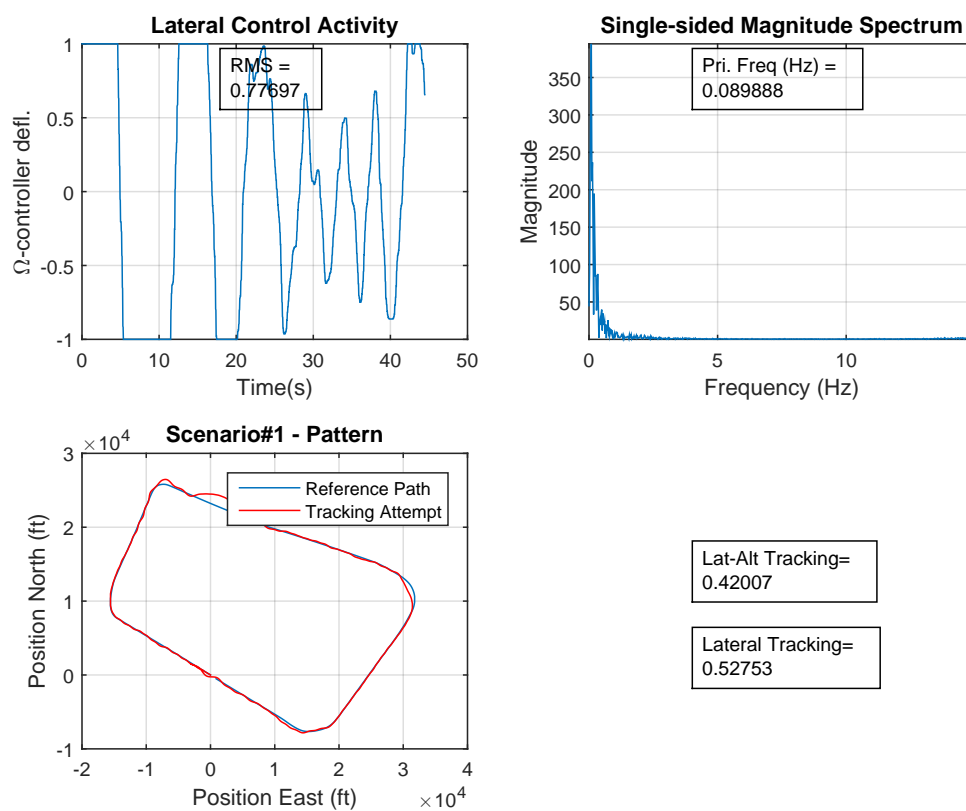 Lateral Control Activity
RMS =
0.77697
1
0.5
0
-0.5
-1
Ω-controller defl.
0
10
20
30
40
50
Time(s)
Single-sided Magnitude Spectrum
Pri. Freq (Hz) =
0.089888
350
300
250
200
150
100
50
Magnitude
0
5
10
Frequency (Hz)
Scenario#1 - Pattern
×10⁴
3
2
1
0
-1
Position North (ft)
Reference Path
Tracking Attempt
-2
-1
0
1
2
3
4
Position East (ft)
×10⁴
Lat-Alt Tracking=
0.42007
Lateral Tracking=
0.52753